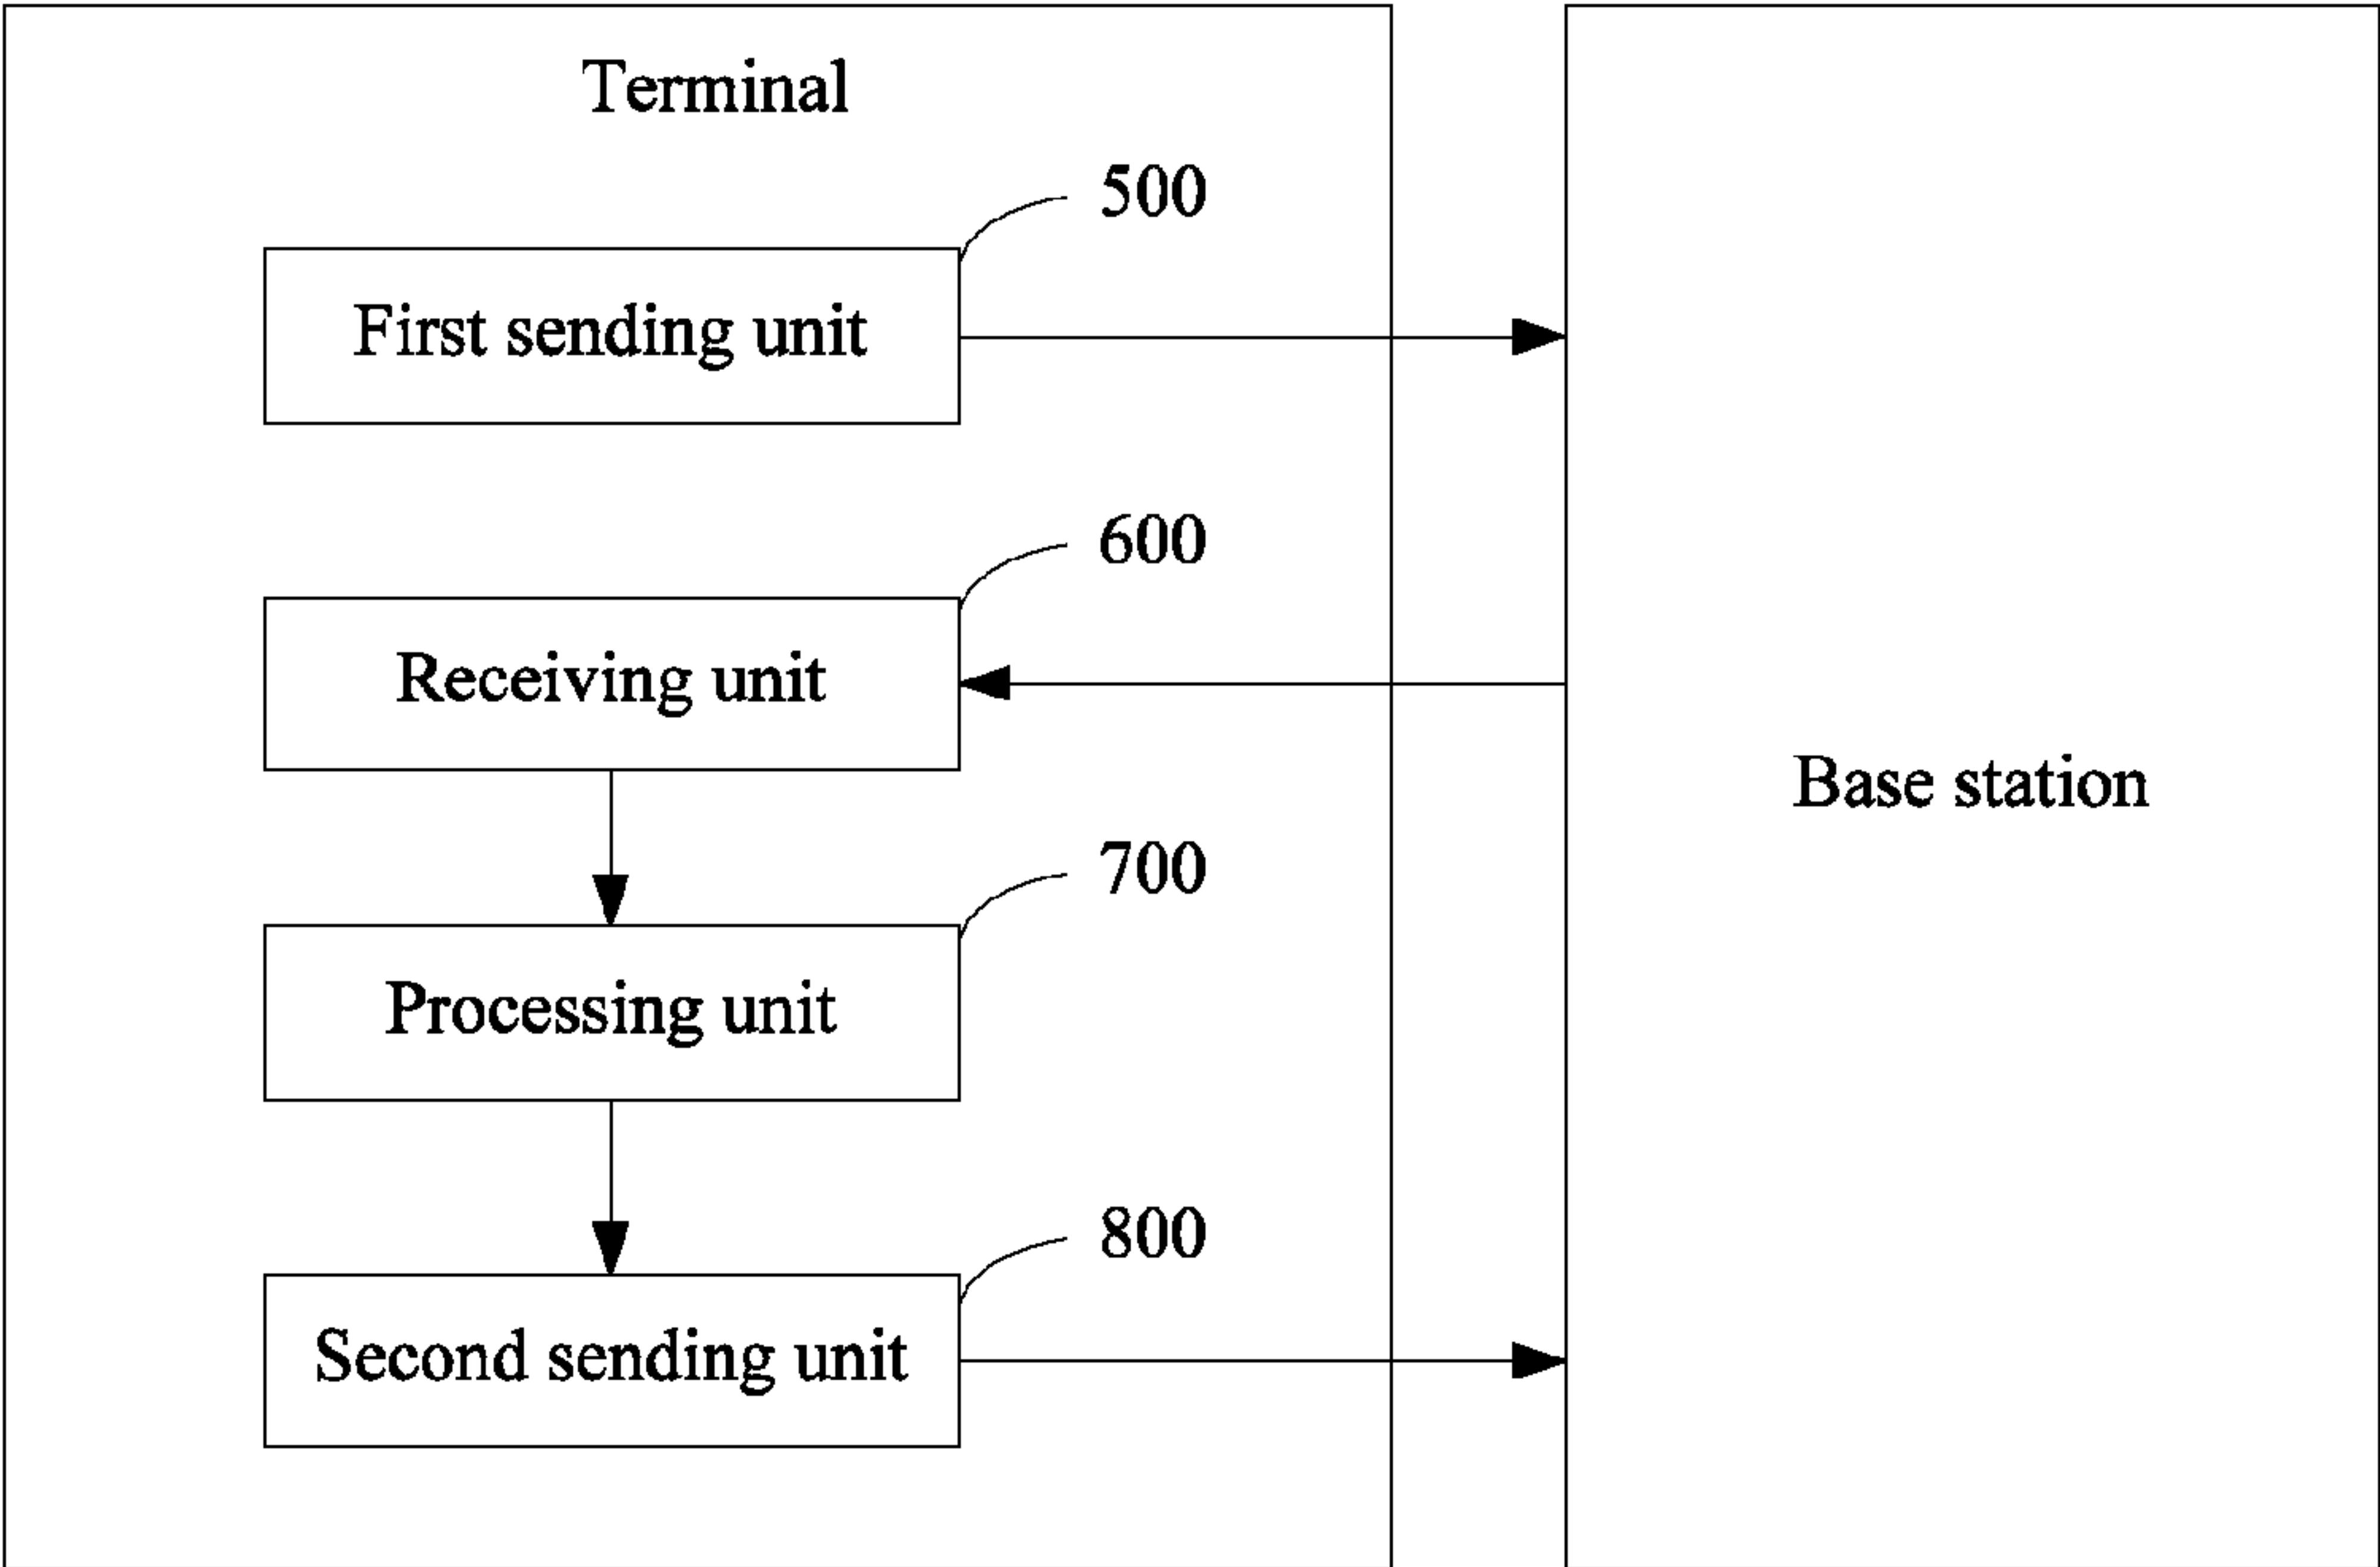 Terminal
500
First sending unit
600
Receiving unit
Base station
700
Processing unit
800
Second sending unit